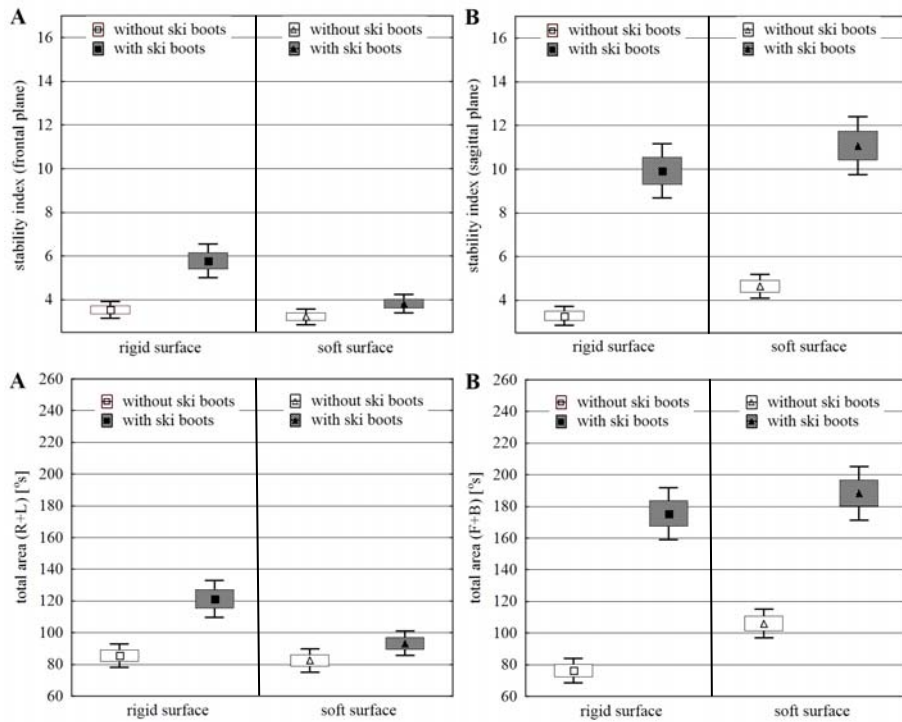 A
without ski boots
with ski boots
without ski boots
with ski boots
16
14
12
10
8
6
4
stability index (frontal plane)
rigid surface
soft surface
B
without ski boots
with ski boots
without ski boots
with ski boots
16
14
12
10
8
6
4
stability index (sagittal plane)
rigid surface
soft surface
A
without ski boots
with ski boots
without ski boots
with ski boots
260
240
220
200
180
160
140
120
100
80
60
total area (R+L) [°s]
rigid surface
soft surface
B
without ski boots
with ski boots
without ski boots
with ski boots
260
240
220
200
180
160
140
120
100
80
60
total area (F+B) [°s]
rigid surface
soft surface